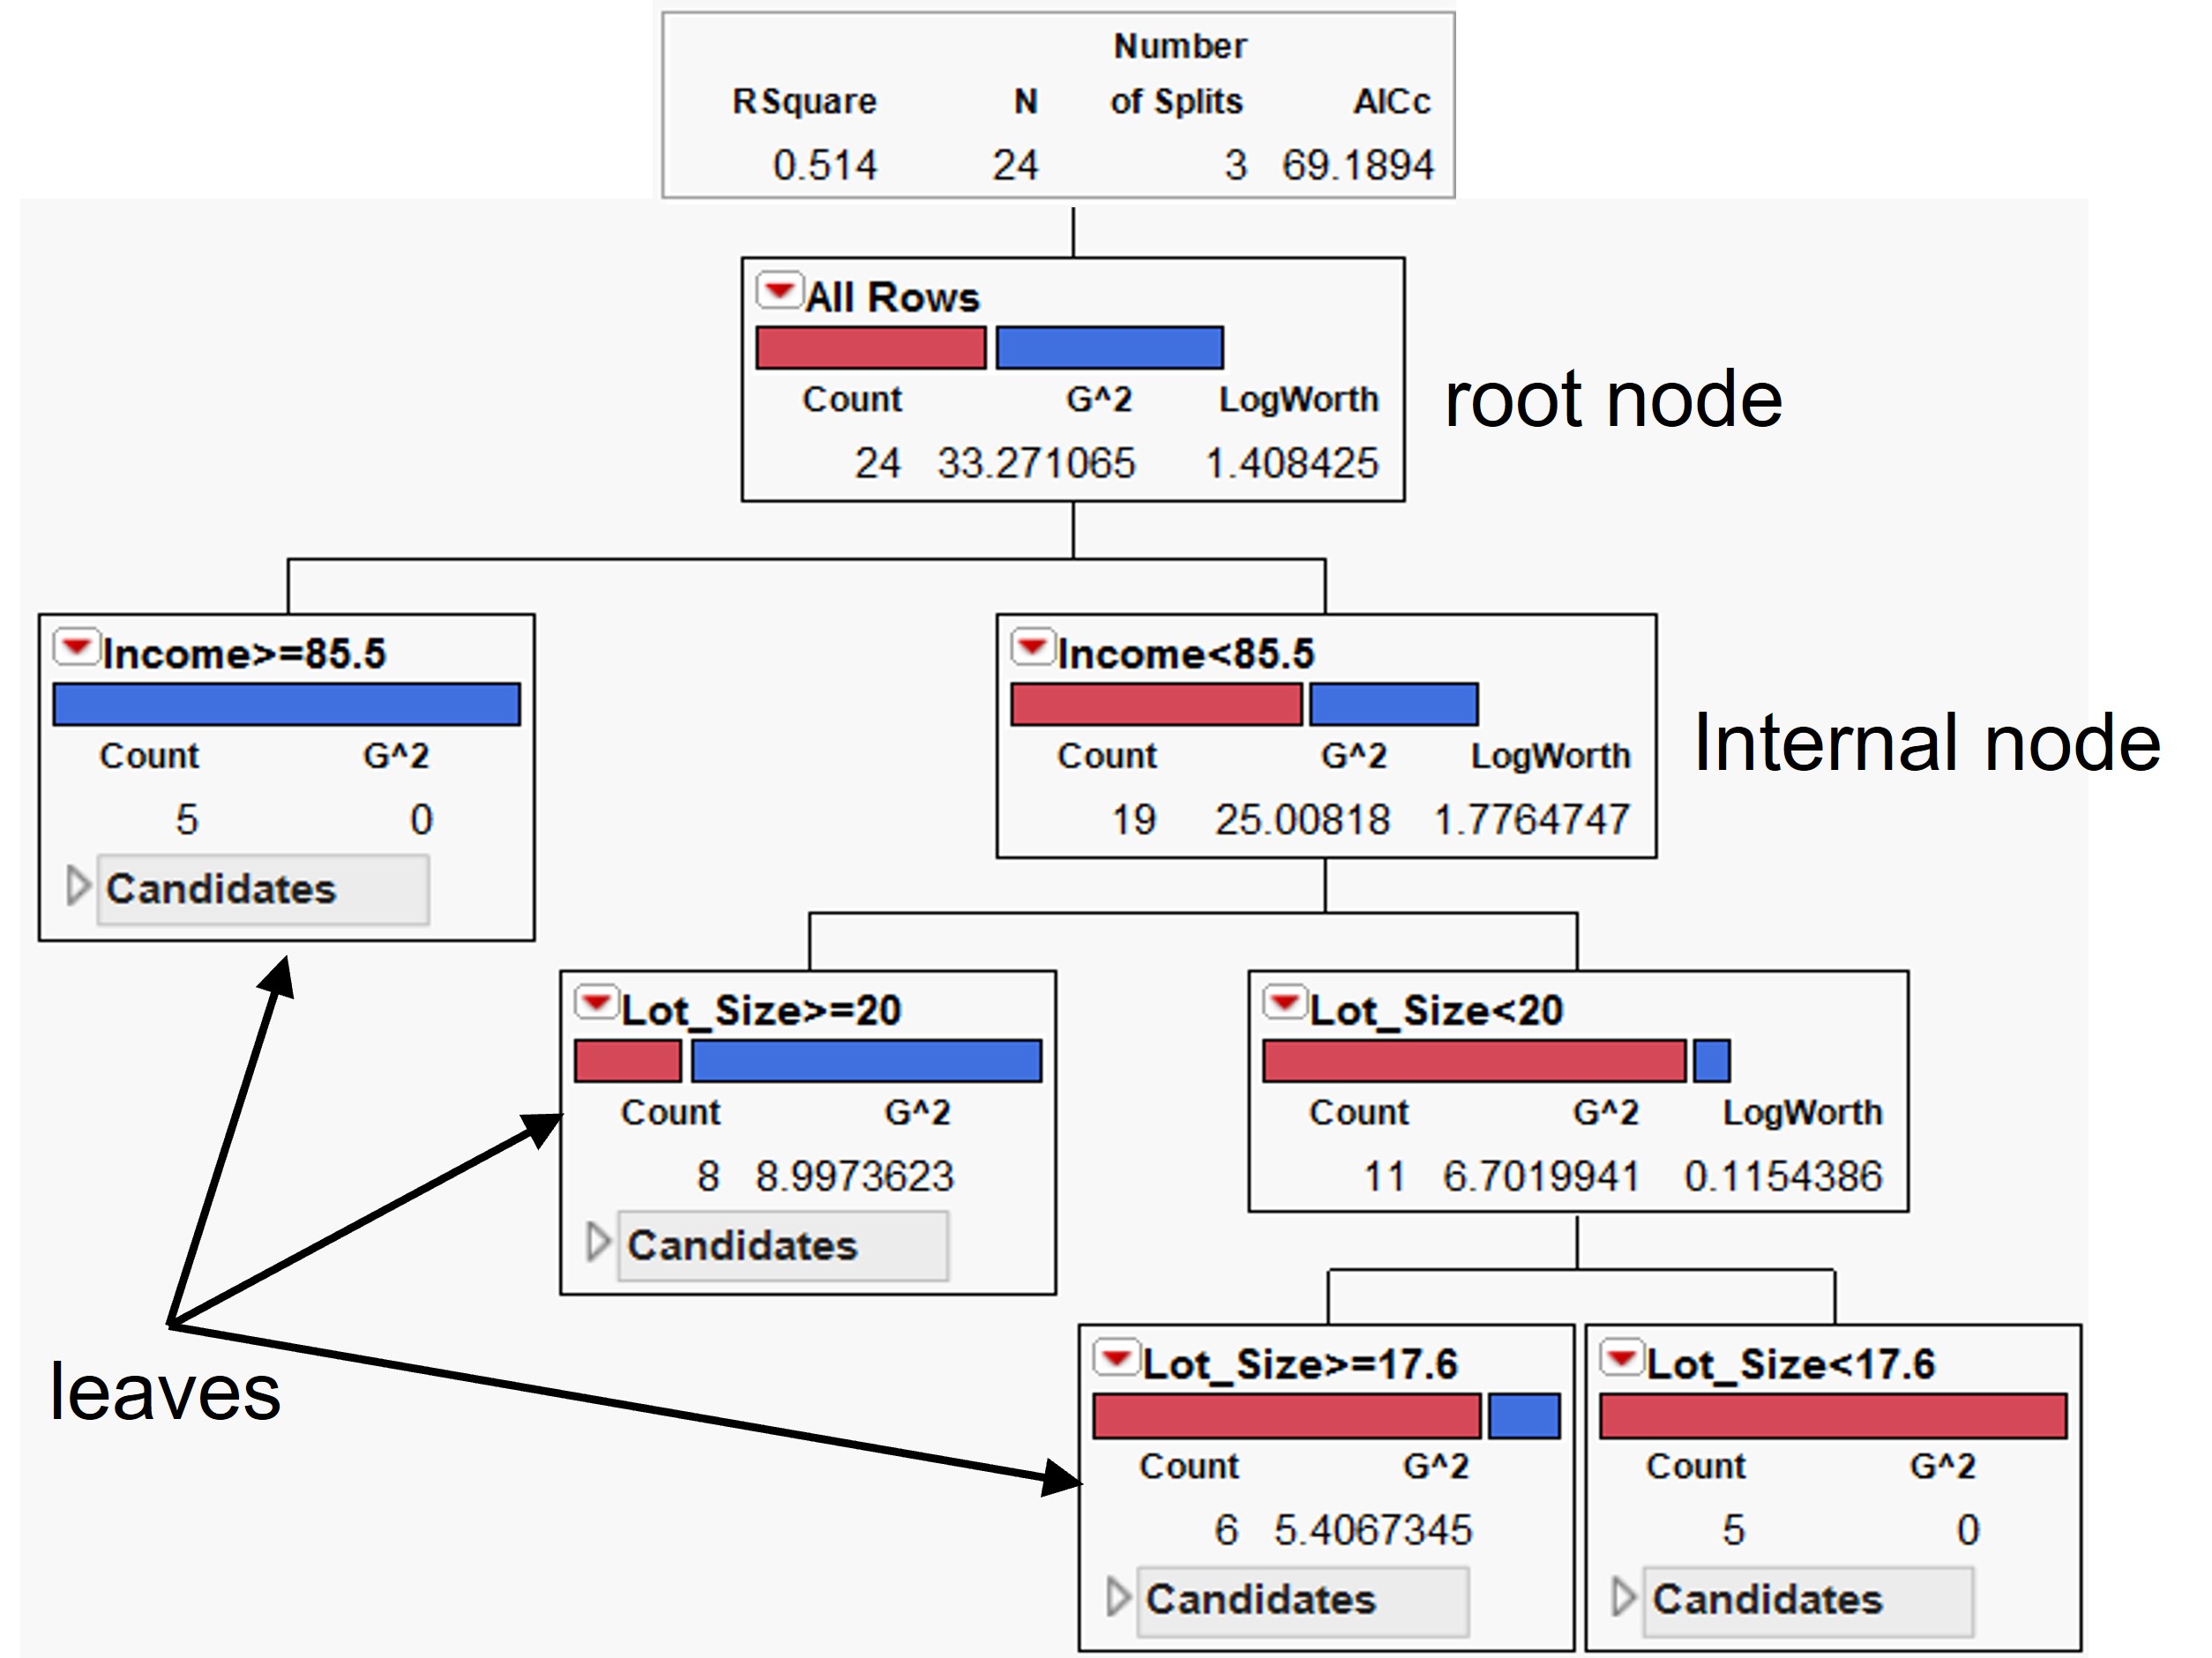 Number
RSquare N of Splits AICc
0.514 24 3 69.1894
All Rows
Count G^2 LogWorth
24 33.271065 1.408425
root node
Income>=85.5
Count G^2
5 0
Candidates
Income<85.5
Count G^2 LogWorth
19 25.00818 1.7764747
Internal node
Lot_Size>=20
Count G^2
8 8.9973623
Candidates
Lot_Size<20
Count G^2 LogWorth
11 6.7019941 0.1154386
leaves
Lot_Size>=17.6
Count G^2
6 5.4067345
Candidates
Lot_Size<17.6
Count G^2
5 0
Candidates